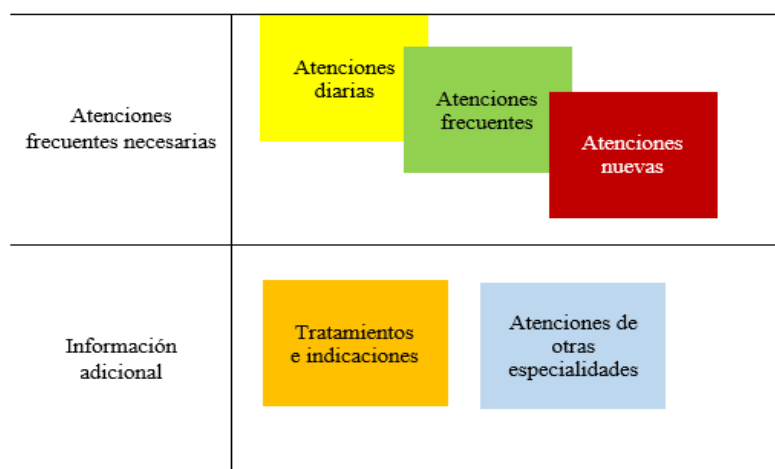 Atenciones
frecuentes necesarias
Atenciones
diarias
Atenciones
frecuentes
Atenciones
nuevas
Información
adicional
Tratamientos
e indicaciones
Atenciones de
otras
especialidades